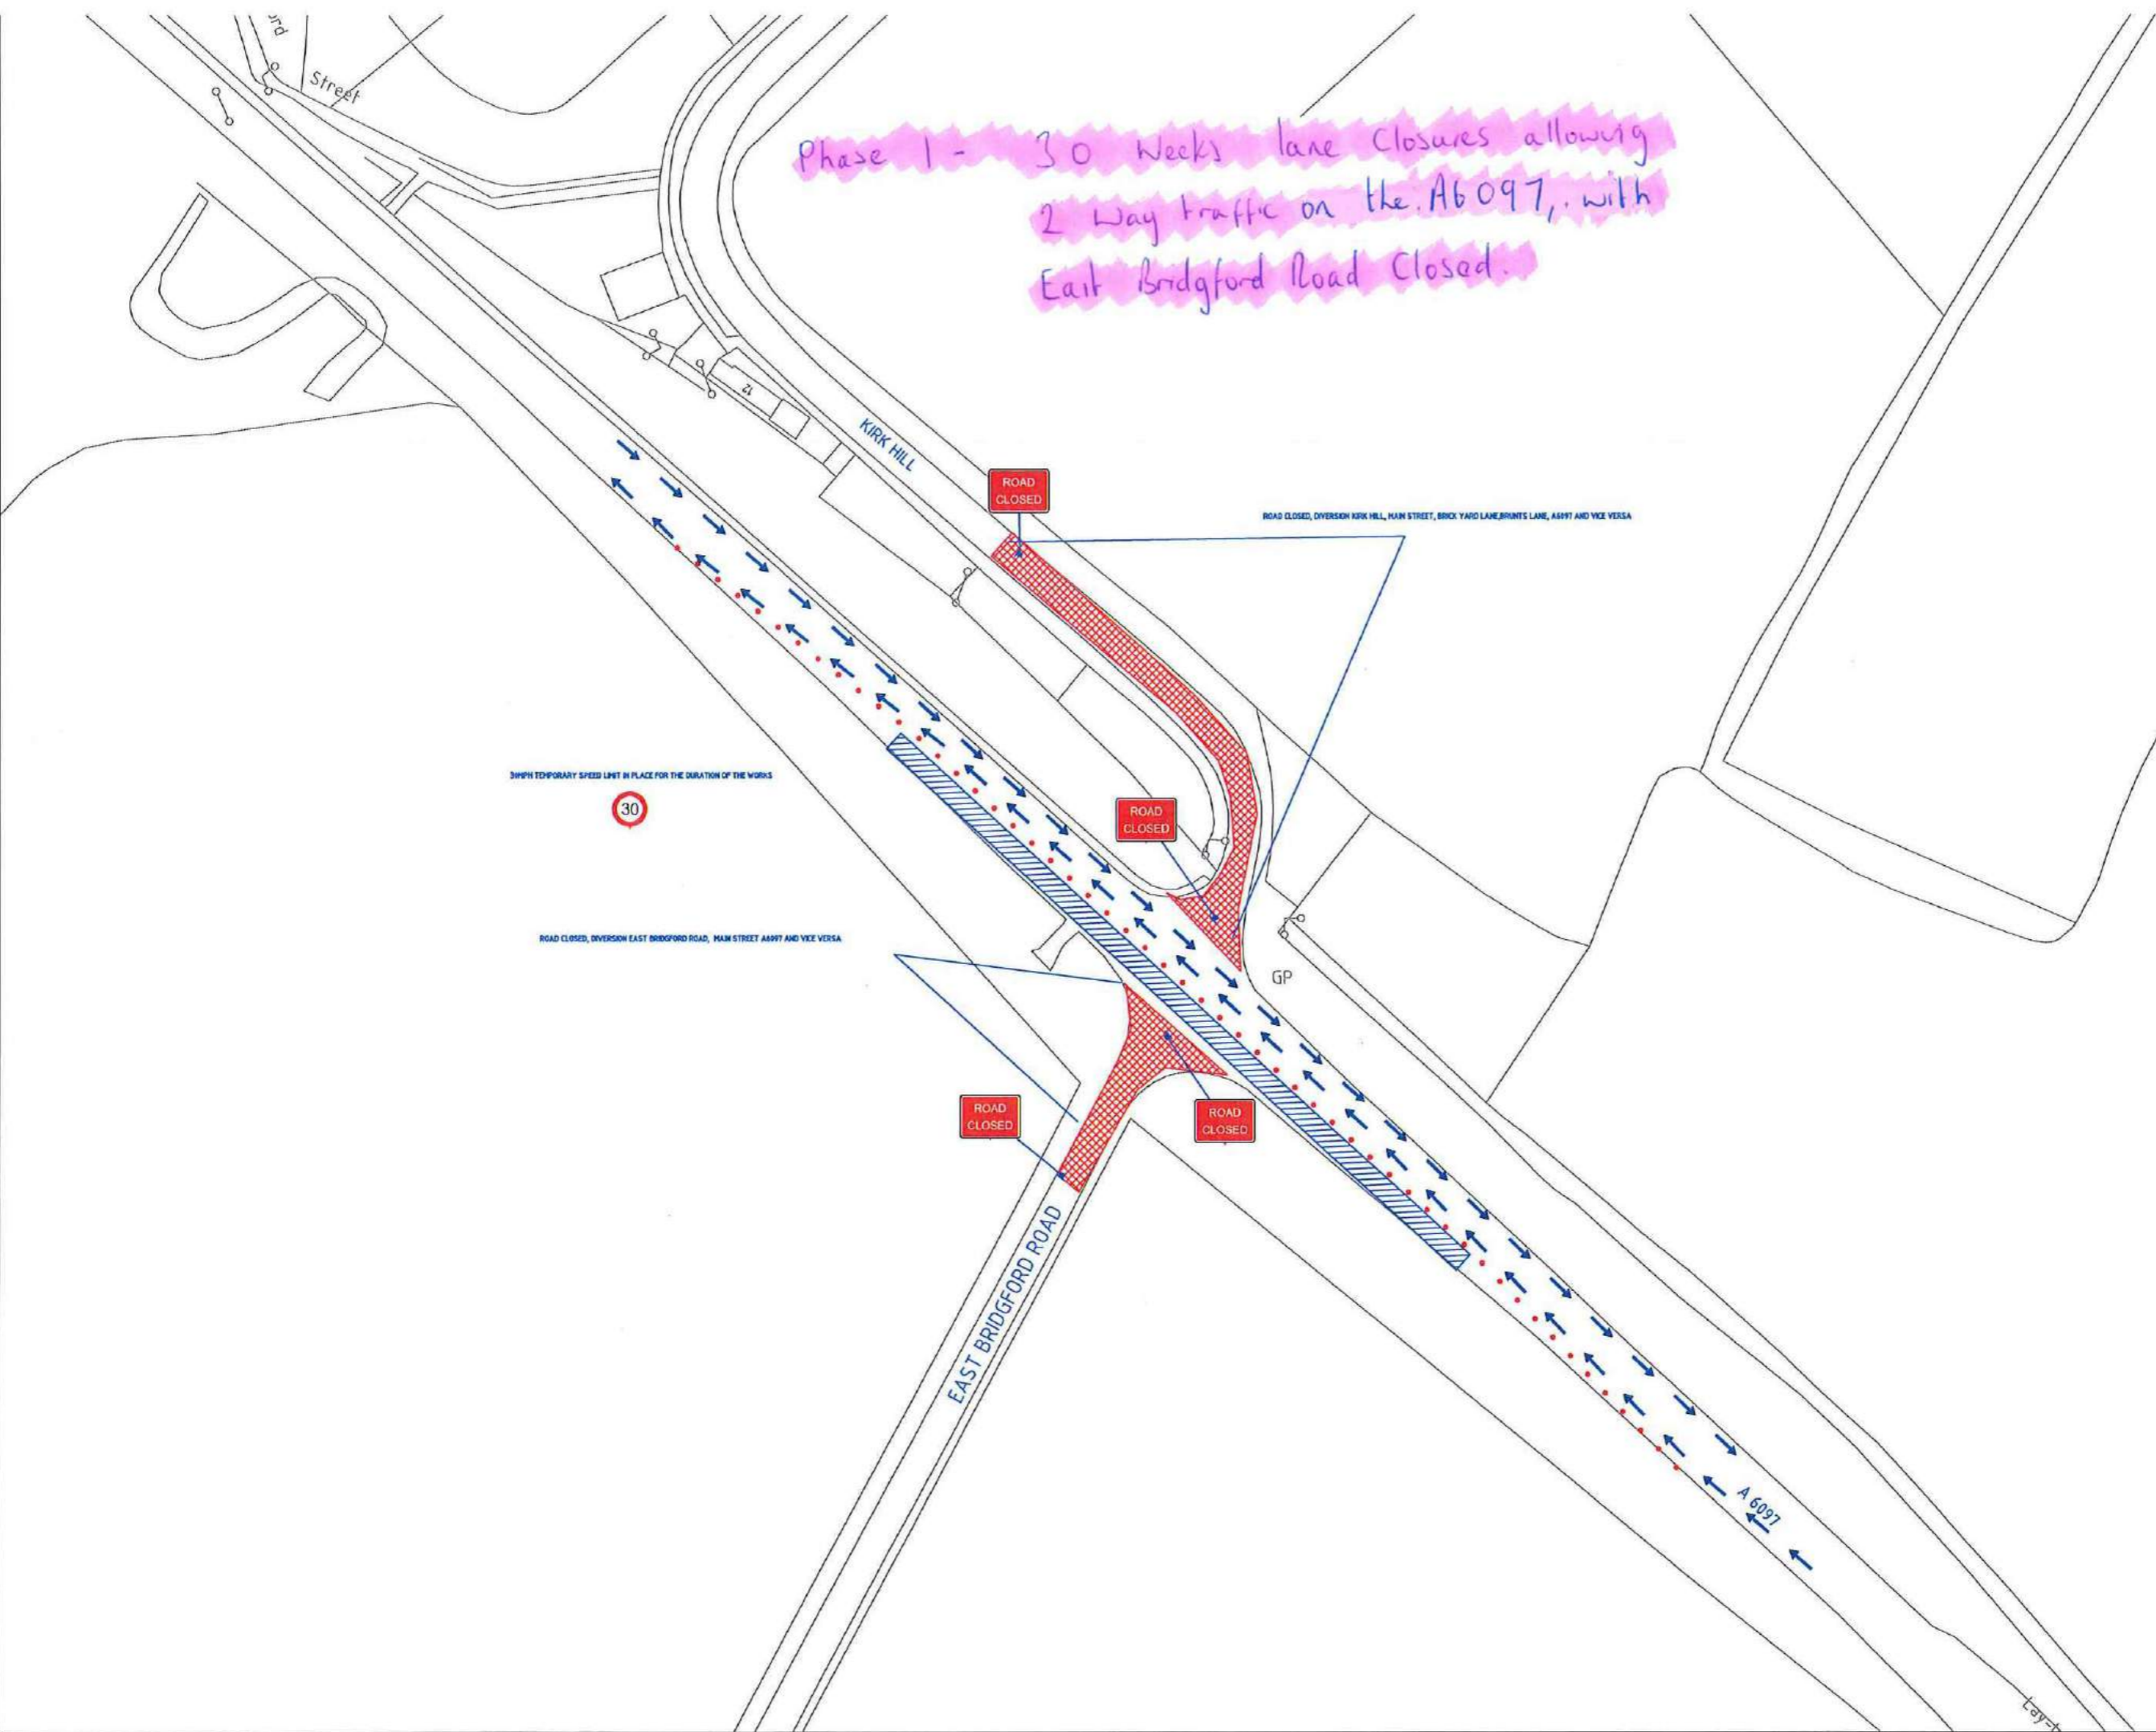 ord
Street
Phase 1 - 30 Weeks lane Closures allowing
2 Way traffic on the A6097, with
East Bridgford Road Closed.
12
KIRK HILL
ROAD
CLOSED
ROAD CLOSED, DIVERSION KIRK HILL, MAIN STREET, BRICK YARD LANE,BRUNTS LANE, A6097 AND VICE VERSA
30MPH TEMPORARY SPEED LIMIT IN PLACE FOR THE DURATION OF THE WORKS
30
ROAD
CLOSED
ROAD CLOSED, DIVERSION EAST BRIDGFORD ROAD, MAIN STREET A6097 AND VICE VERSA
GP
ROAD
CLOSED
ROAD
CLOSED
EAST BRIDGFORD ROAD
A 6097